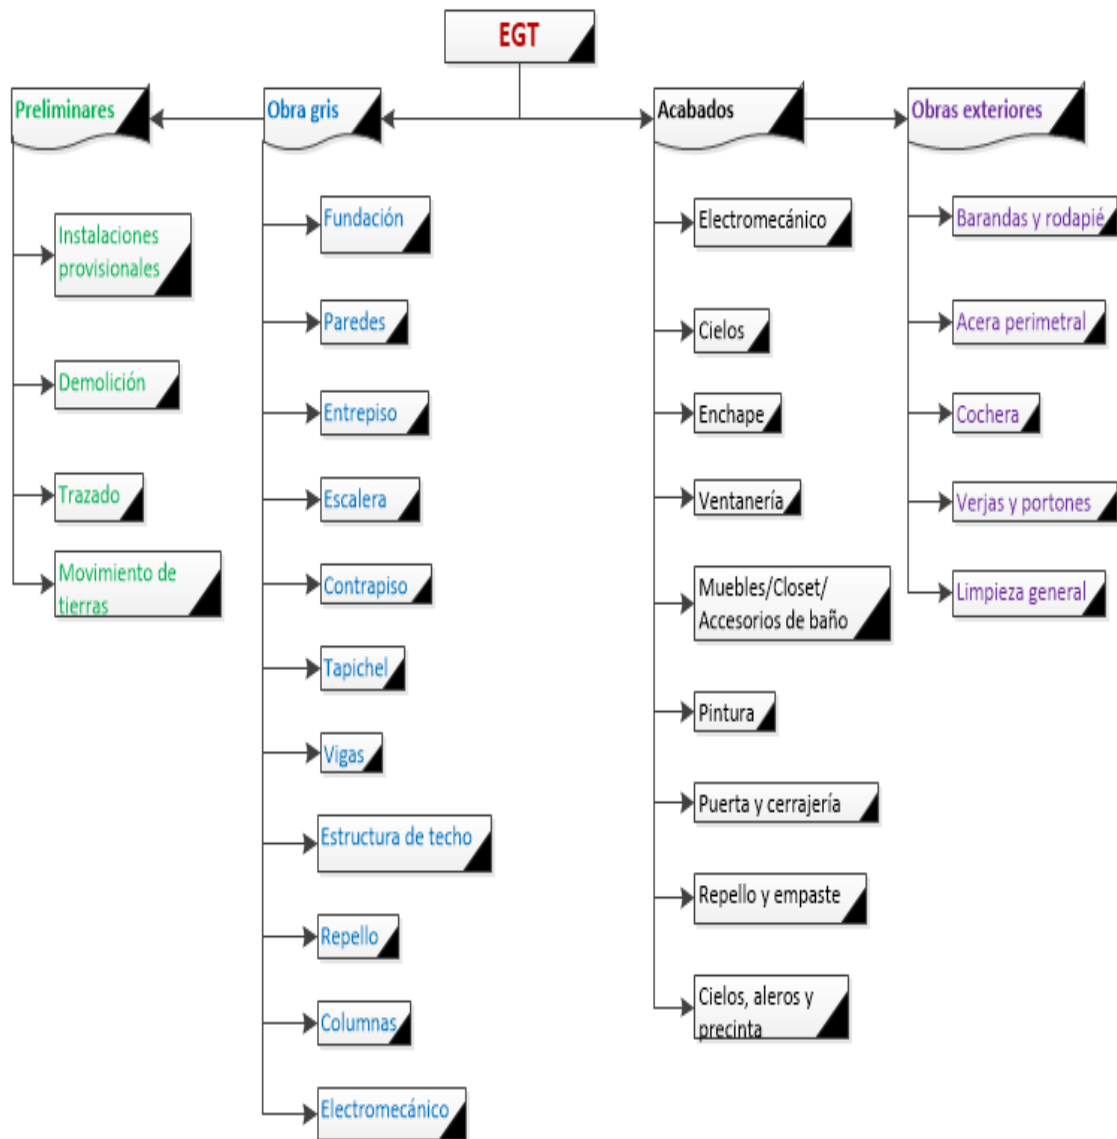 EGT
Preliminares
Instalaciones
provisionales
Demolición
Trazado
Movimiento de
tierras
Obra gris
Fundación
Paredes
Entrepiso
Escalera
Contrapiso
Tapichel
Vigas
Estructura de techo
Repello
Columnas
Electromecánico
Acabados
Electromecánico
Cielos
Enchape
Ventanería
Muebles/Closet/
Accesorios de baño
Pintura
Puerta y cerrajería
Repello y empaste
Cielos, aleros y
precinta
Obras exteriores
Barandas y rodapié
Acera perimetral
Cochera
Verjas y portones
Limpieza general